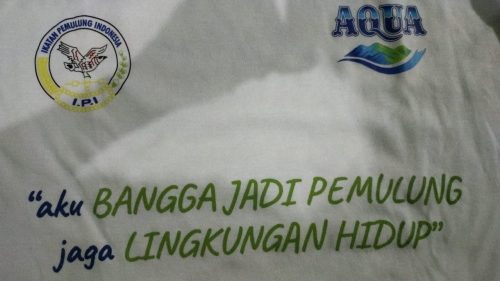 IKATAN PEMULUNG INDONESIA
I.P.I
AQUA
"aku BANGGA JADI PEMULUNG
jaga LINGKUNGAN HIDUP"